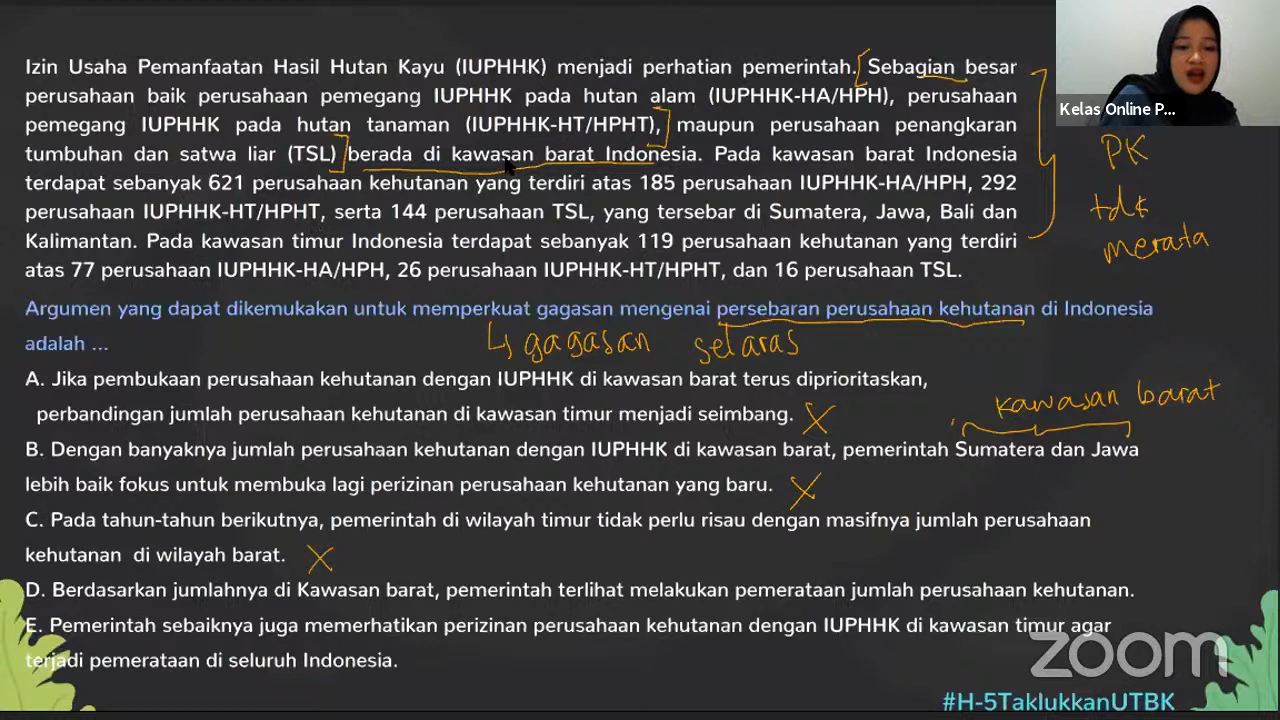 Izin Usaha Pemanfaatan Hasil Hutan Kayu (IUPHHK) menjadi perhatian pemerintah. Sebagian besar
perusahaan baik perusahaan pemegang IUPHHK pada hutan alam (IUPHHK-HA/HPH), perusahaan
pemegang IUPHHK pada hutan tanaman (IUPHHK-HT/HPHT), maupun perusahaan penangkaran
tumbuhan dan satwa liar (TSL) berada di kawasan barat Indonesia. Pada kawasan barat Indonesia
terdapat sebanyak 621 perusahaan kehutanan yang terdiri atas 185 perusahaan IUPHHK-HA/HPH, 292
perusahaan IUPHHK-HT/HPHT, serta 144 perusahaan TSL, yang tersebar di Sumatera, Jawa, Bali dan
Kalimantan. Pada kawasan timur Indonesia terdapat sebanyak 119 perusahaan kehutanan yang terdiri
atas 77 perusahaan IUPHHK-HA/HPH, 26 perusahaan IUPHHK-HT/HPHT, dan 16 perusahaan TSL.
Kelas Online P...
PK
tdk
merata
Argumen yang dapat dikemukakan untuk memperkuat gagasan mengenai persebaran perusahaan kehutanan di Indonesia
adalah ...
gagasan selaras
A. Jika pembukaan perusahaan kehutanan dengan IUPHHK di kawasan barat terus diprioritaskan,
perbandingan jumlah perusahaan kehutanan di kawasan timur menjadi seimbang. X
kawasan barat
B. Dengan banyaknya jumlah perusahaan kehutanan dengan IUPHHK di kawasan barat, pemerintah Sumatera dan Jawa
lebih baik fokus untuk membuka lagi perizinan perusahaan kehutanan yang baru. X
C. Pada tahun-tahun berikutnya, pemerintah di wilayah timur tidak perlu risau dengan masifnya jumlah perusahaan
kehutanan di wilayah barat. X
D. Berdasarkan jumlahnya di Kawasan barat, pemerintah terlihat melakukan pemerataan jumlah perusahaan kehutanan.
E. Pemerintah sebaiknya juga memerhatikan perizinan perusahaan kehutanan dengan IUPHHK di kawasan timur agar
terjadi pemerataan di seluruh Indonesia.
zoom
#H-5TaklukkanUTBK